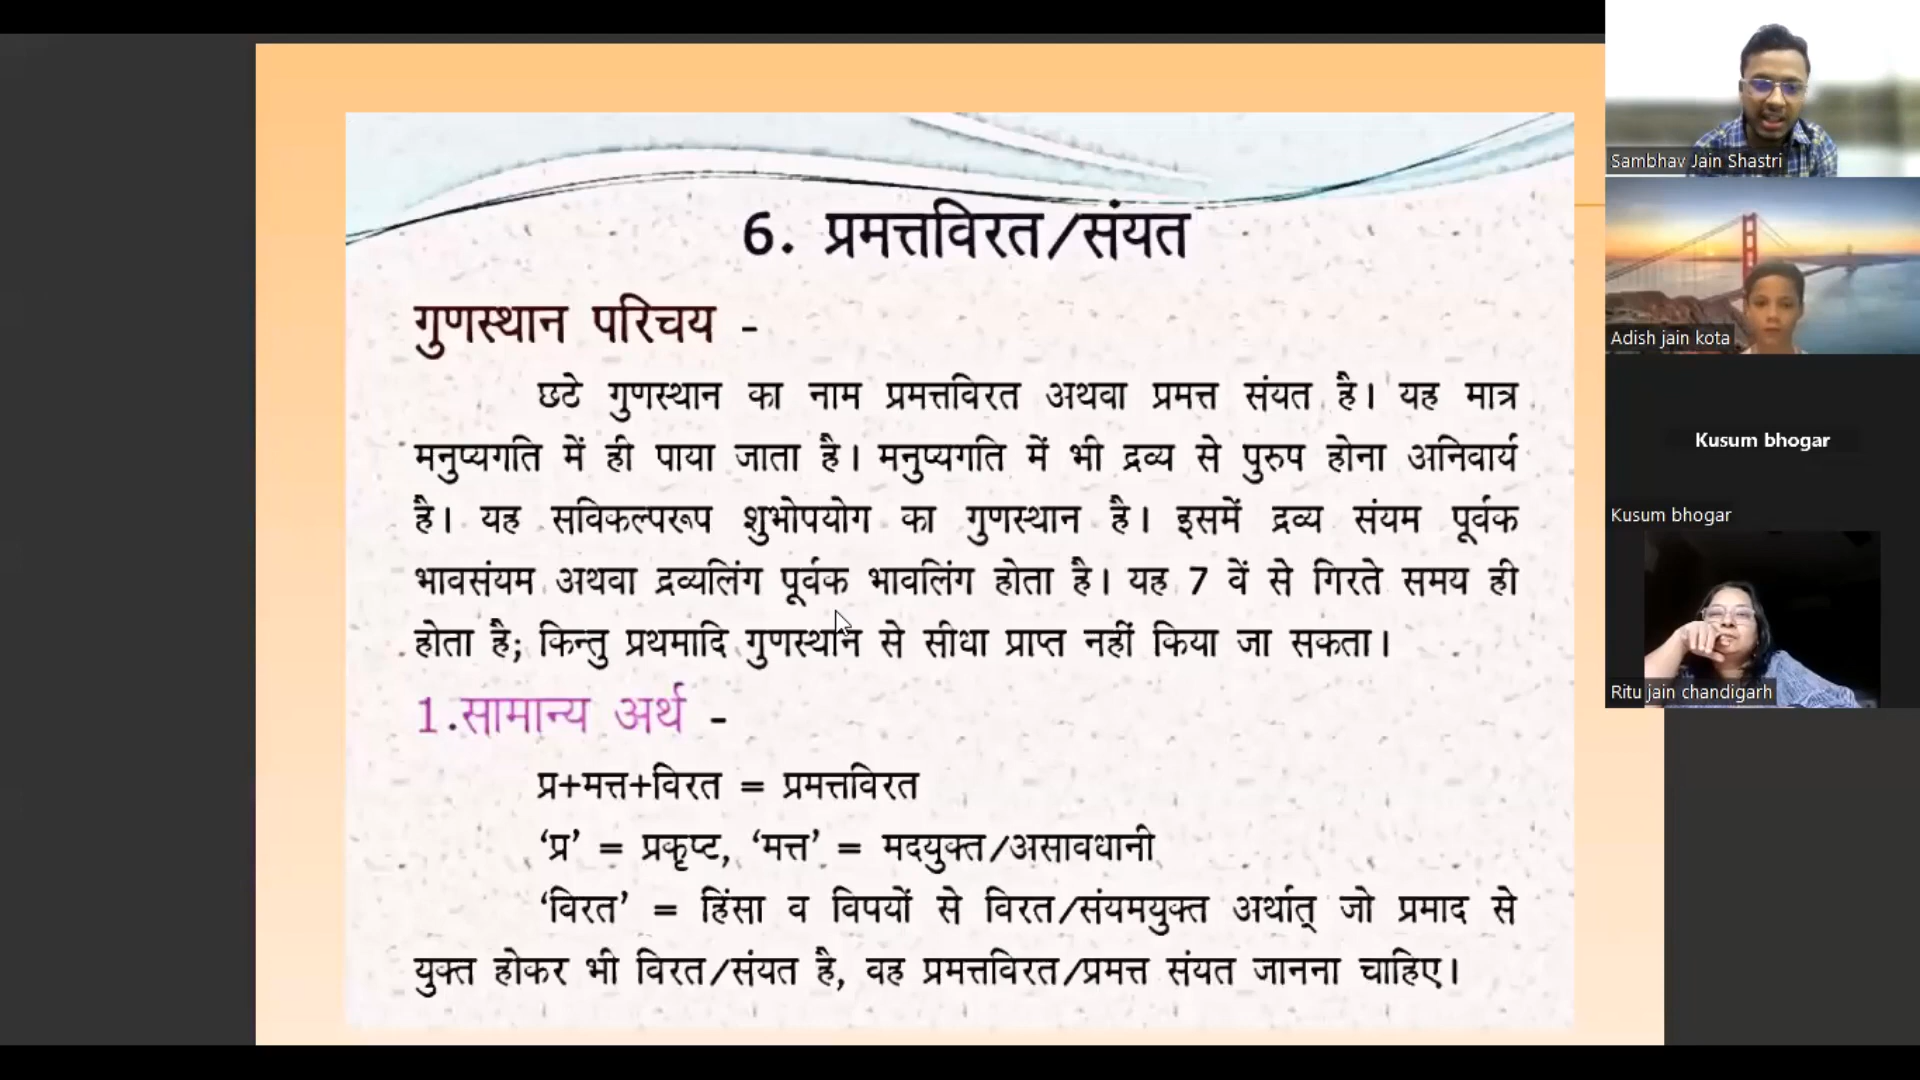 6. प्रमत्तविरत/संयत
गुणस्थान परिचय -
छटे गुणस्थान का नाम प्रमत्तविरत अथवा प्रमत्त संयत है। यह मात्र
मनुष्यगति में ही पाया जाता है। मनुष्यगति में भी द्रव्य से पुरुष होना अनिवार्य
है। यह सविकल्परूप शुभोपयोग का गुणस्थान है। इसमें द्रव्य संयम पूर्वक
भावसंयम अथवा द्रव्यलिंग पूर्वक भावलिंग होता है। यह 7 वें से गिरते समय ही
होता है; किन्तु प्रथमादि गुणस्थान से सीधा प्राप्त नहीं किया जा सकता।
1.सामान्य अर्थ -
प्र+मत्त+विरत = प्रमत्तविरत
‘प्र’ = प्रकृष्ट, ‘मत्त’ = मदयुक्त/असावधानी
‘विरत’ = हिंसा व विषयों से विरत/संयमयुक्त अर्थात् जो प्रमाद से
युक्त होकर भी विरत/संयत है, वह प्रमत्तविरत/प्रमत्त संयत जानना चाहिए।
Sambhav Jain Shastri
Adish jain kota
Kusum bhogar
Kusum bhogar
Ritu jain chandigarh